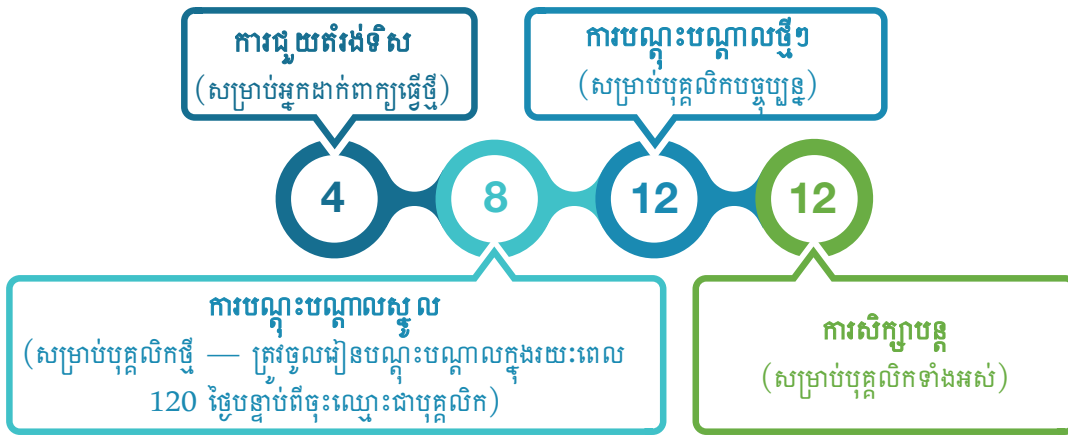 ការជួយតំរង់ទិស
(សម្រាប់អ្នកដាក់ពាក្យធ្វើថ្មី)
ការបណ្តុះបណ្តាលថ្មីៗ
(សម្រាប់បុគ្គលិកបច្ចុប្បន្ន)
4
8
12
12
ការបណ្តុះបណ្តាលស្នូល
(សម្រាប់បុគ្គលិកថ្មី — ត្រូវចូលរៀនបណ្តុះបណ្តាលក្នុងរយៈពេល
120 ថ្ងៃបន្ទាប់ពីចុះឈ្មោះជាបុគ្គលិក)
ការសិក្សាបន្ត
(សម្រាប់បុគ្គលិកទាំងអស់)